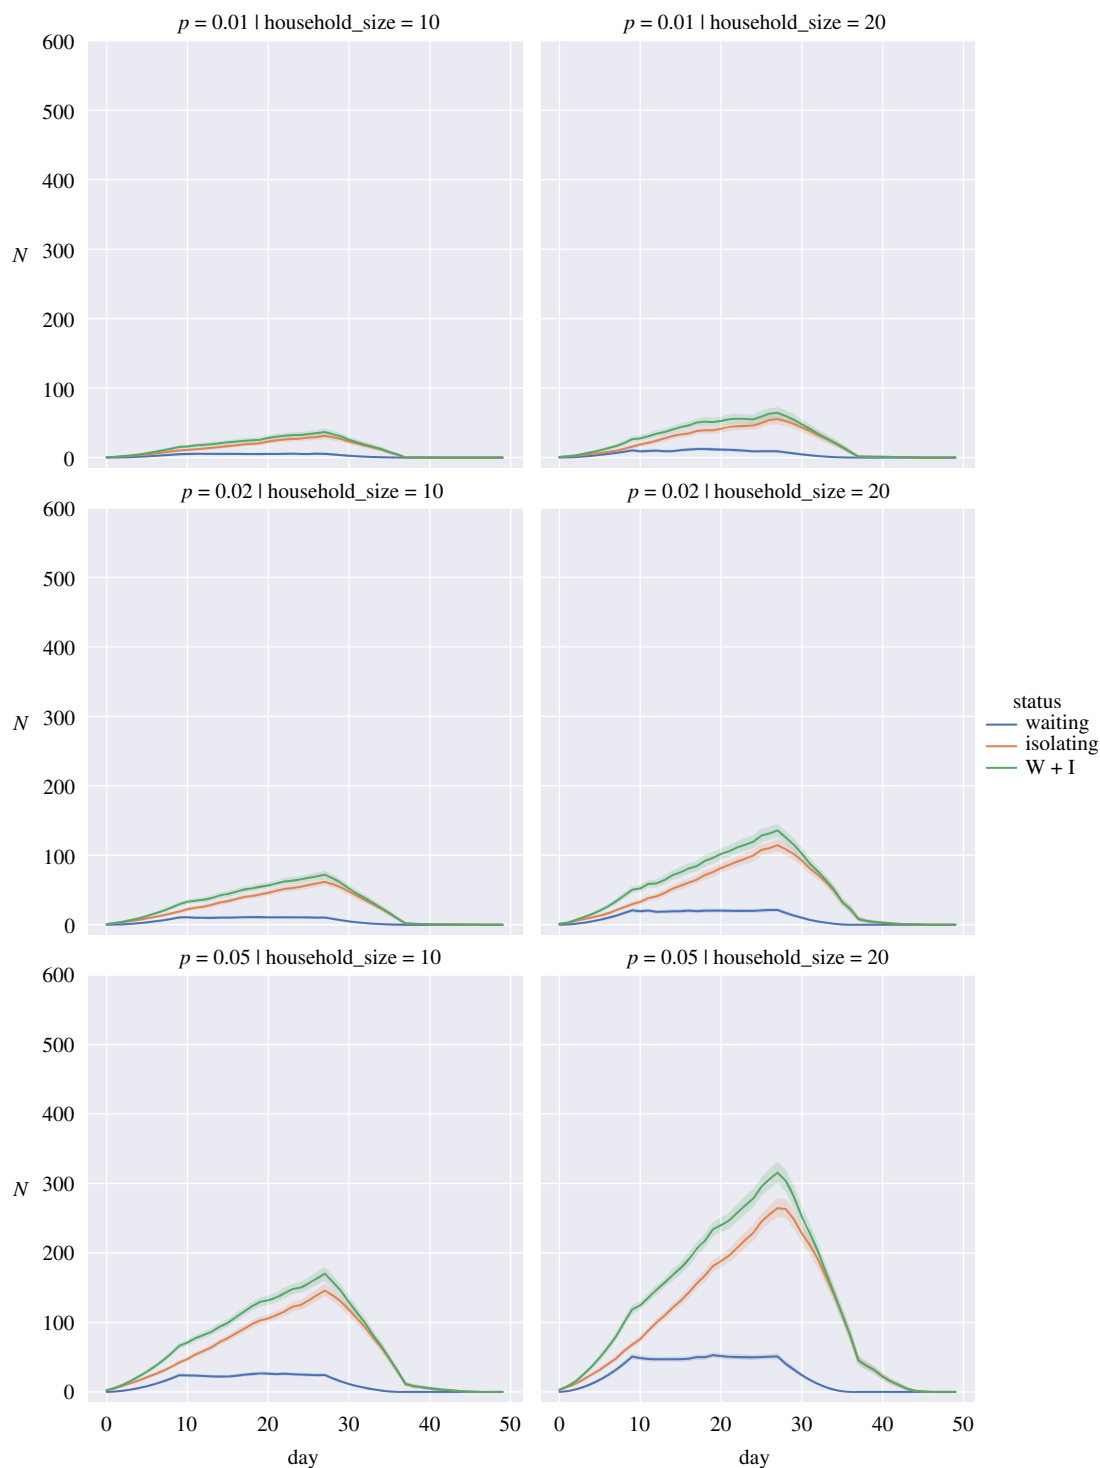 p = 0.01 | household_size = 10
p = 0.01 | household_size = 20
600
500
400
N
300
200
100
0
p = 0.02 | household_size = 10
p = 0.02 | household_size = 20
600
500
400
N
300
200
100
0
status
waiting
isolating
W + I
p = 0.05 | household_size = 10
p = 0.05 | household_size = 20
600
500
400
300
N
200
100
0
0 10 20 30 40 50
0 10 20 30 40 50
day
day